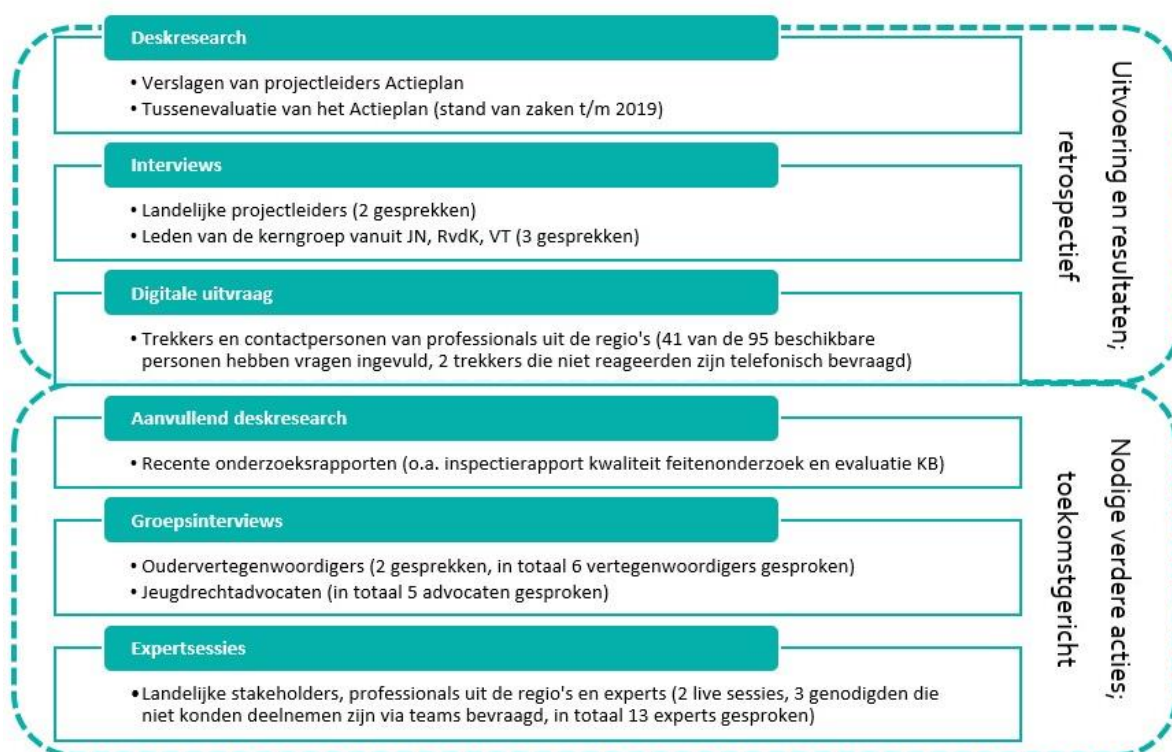 Deskresearch
• Verslagen van projectleiders Actieplan
• Tussenevaluatie van het Actieplan (stand van zaken t/m 2019)
Interviews
• Landelijke projectleiders (2 gesprekken)
• Leden van de kerngroep vanuit JN, RvdK, VT (3 gesprekken)
Digitale uitvraag
• Trekkers en contactpersonen van professionals uit de regio's (41 van de 95 beschikbare
personen hebben vragen ingevuld, 2 trekkers die niet reageerden zijn telefonisch bevraagd)
Uitvoering en resultaten;
retrospectief
Aanvullend deskresearch
• Recente onderzoeksrapporten (o.a. inspectierapport kwaliteit feitenonderzoek en evaluatie KB)
Groepsinterviews
• Oudervertegenwoordigers (2 gesprekken, in totaal 6 vertegenwoordigers gesproken)
• Jeugdrechtadvocaten (in totaal 5 advocaten gesproken)
Expertsessies
•Landelijke stakeholders, professionals uit de regio's en experts (2 live sessies, 3 genodigden die
niet konden deelnemen zijn via teams bevraagd, in totaal 13 experts gesproken)
Nodige verdere acties;
toekomstgericht